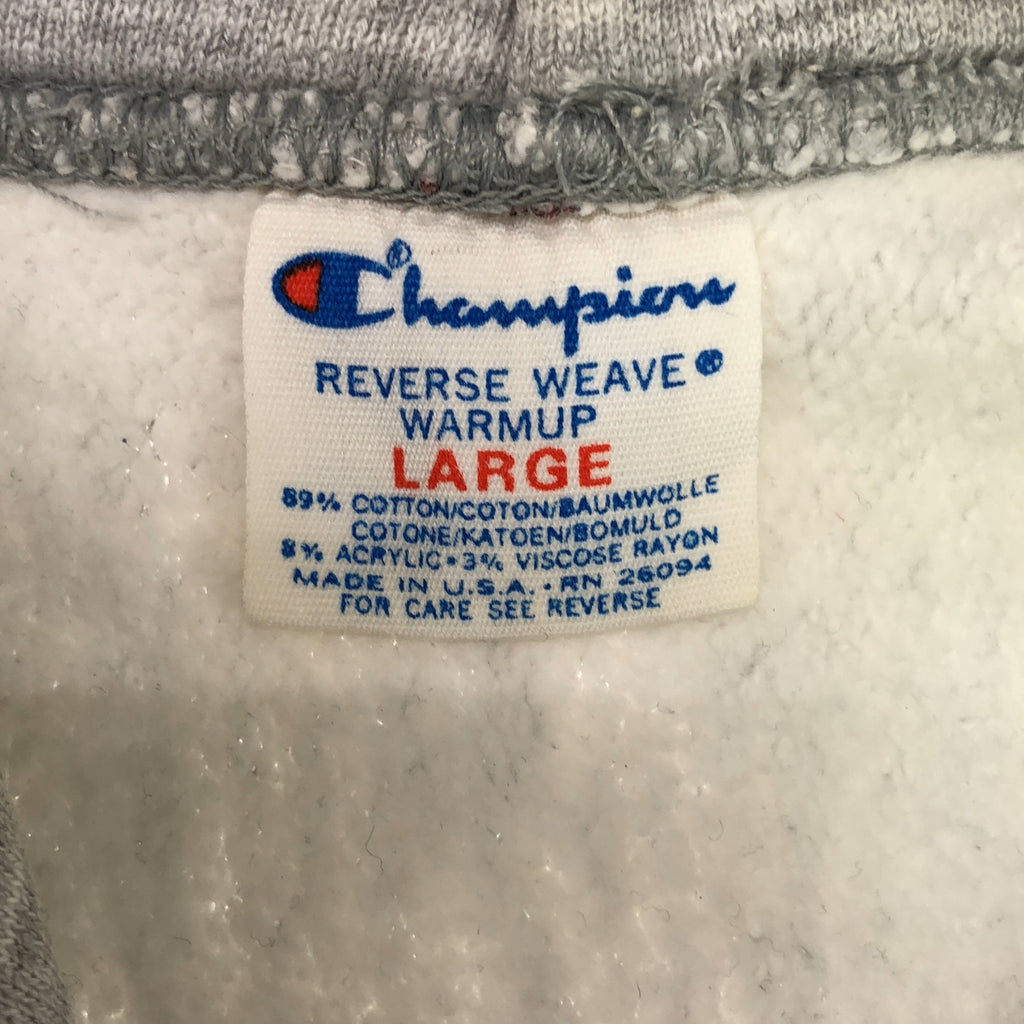 Champion®
REVERSE WEAVE®
WARMUP
LARGE
89% COTTON/COTON/BAUMWOLLE
COTONE/KATOEN/BOMULD
8% ACRYLIC•3% VISCOSE RAYON
MADE IN U.S.A.•RN 26094
FOR CARE SEE REVERSE